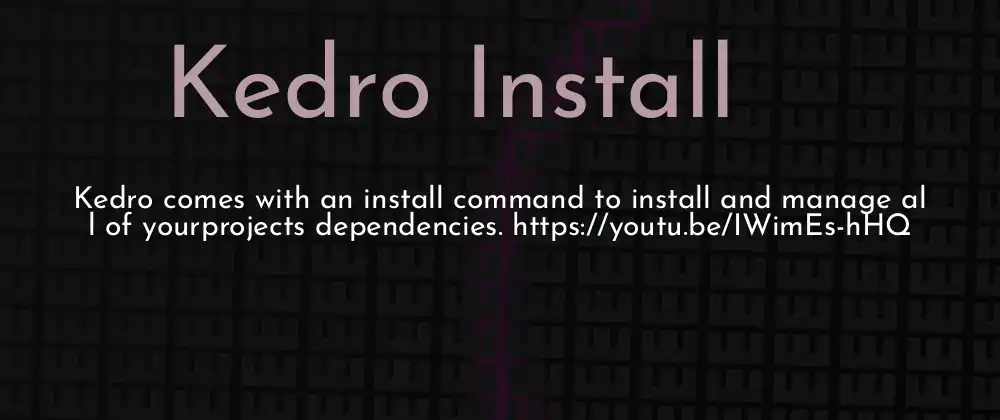 Kedro Install
Kedro comes with an install command to install and manage al
l of yourprojects dependencies. https://youtu.be/IWimEs-hHQ